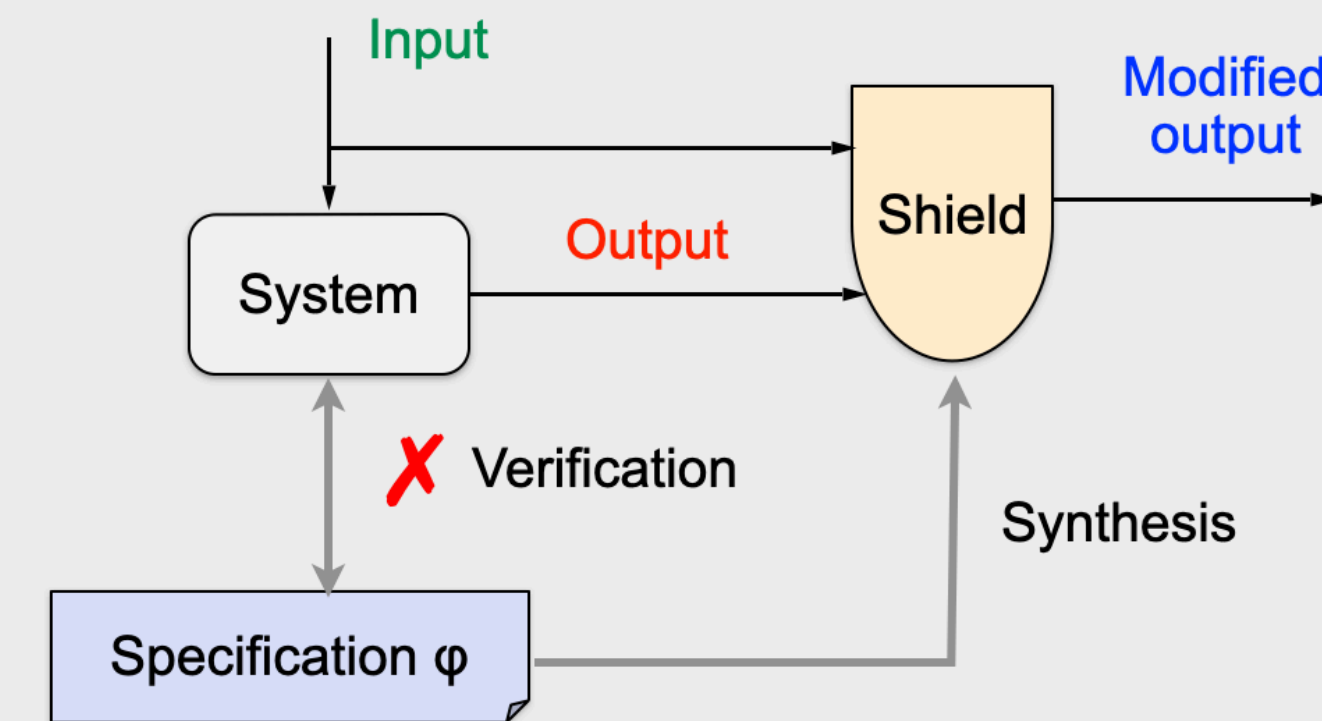 Input
Modified
output
Shield
Output
System
✗ Verification
Synthesis
Specification φ